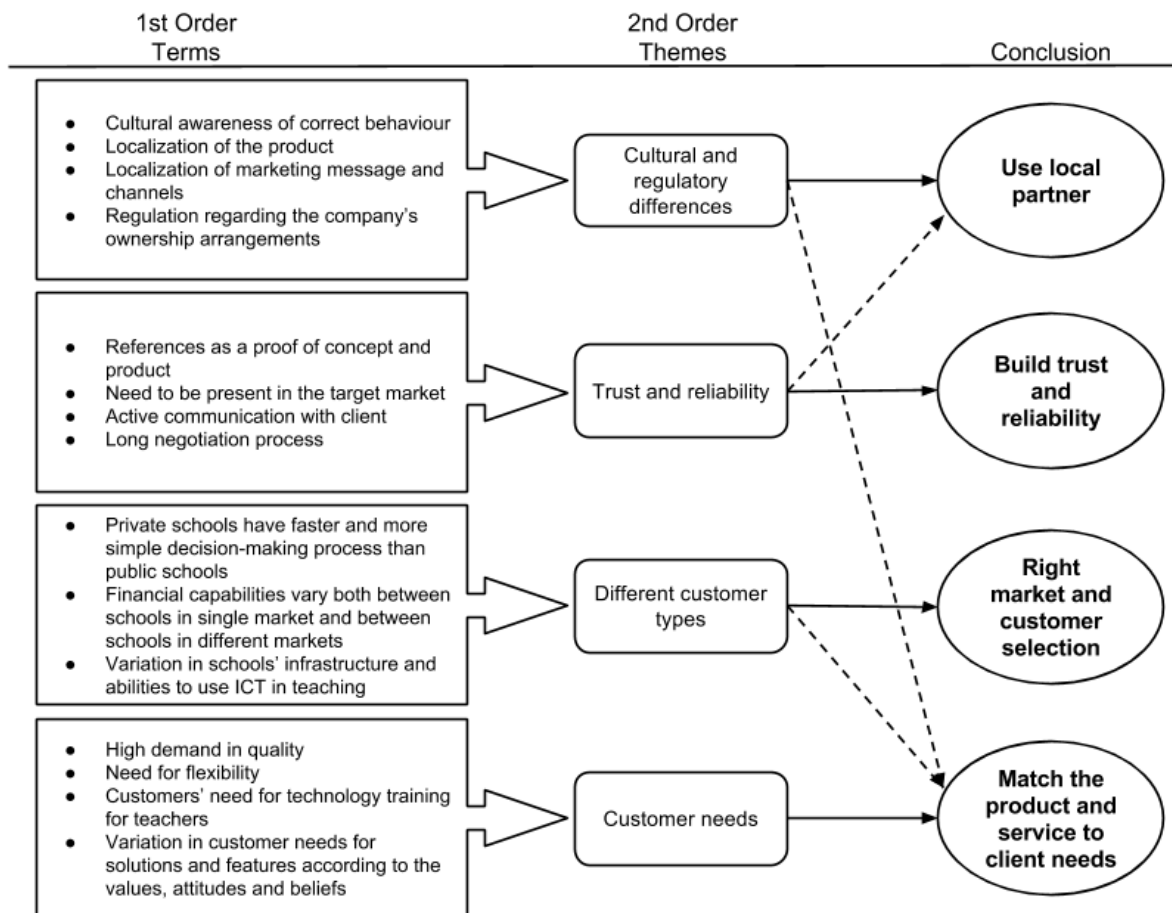 1st Order
Terms
2nd Order
Themes
Conclusion
● Cultural awareness of correct behaviour
● Localization of the product
● Localization of marketing message and
channels
● Regulation regarding the company's
ownership arrangements
Cultural and
regulatory
differences
Use local
partner
● References as a proof of concept and
product
● Need to be present in the target market
● Active communication with client
● Long negotiation process
Trust and reliability
Build trust
and
reliability
● Private schools have faster and more
simple decision-making process than
public schools
● Financial capabilities vary both between
schools in single market and between
schools in different markets
● Variation in schools' infrastructure and
abilities to use ICT in teaching
Different customer
types
Right
market and
customer
selection
● High demand in quality
● Need for flexibility
● Customers' need for technology training
for teachers
● Variation in customer needs for
solutions and features according to the
values, attitudes and beliefs
Customer needs
Match the
product and
service to
client needs